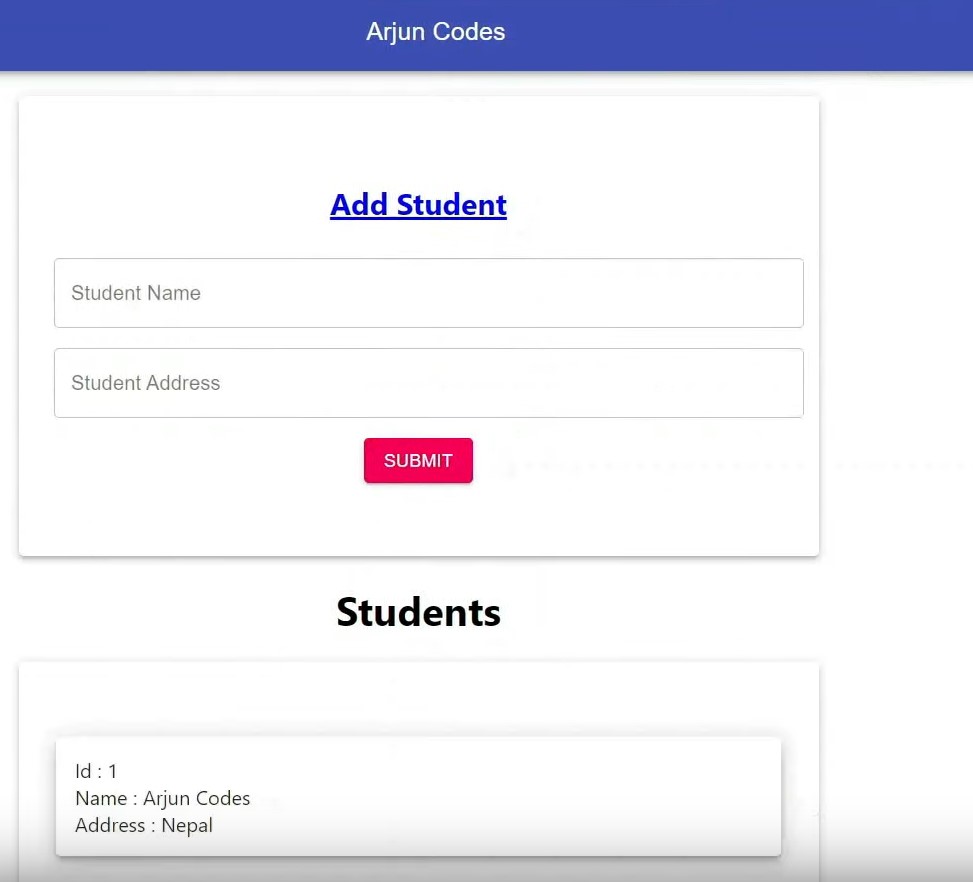 Arjun Codes
Add Student
Student Name
Student Address
SUBMIT
Students
Id : 1
Name : Arjun Codes
Address : Nepal